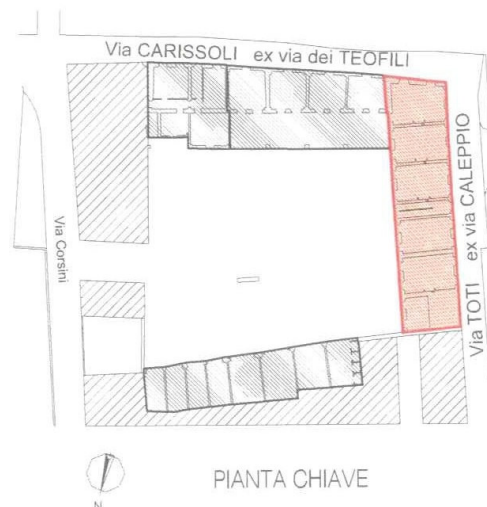 Via CARISSOLI ex via dei TEOFILI
Via Corsini
Via TOTI ex via CALEPPIO
N
PIANTA CHIAVE